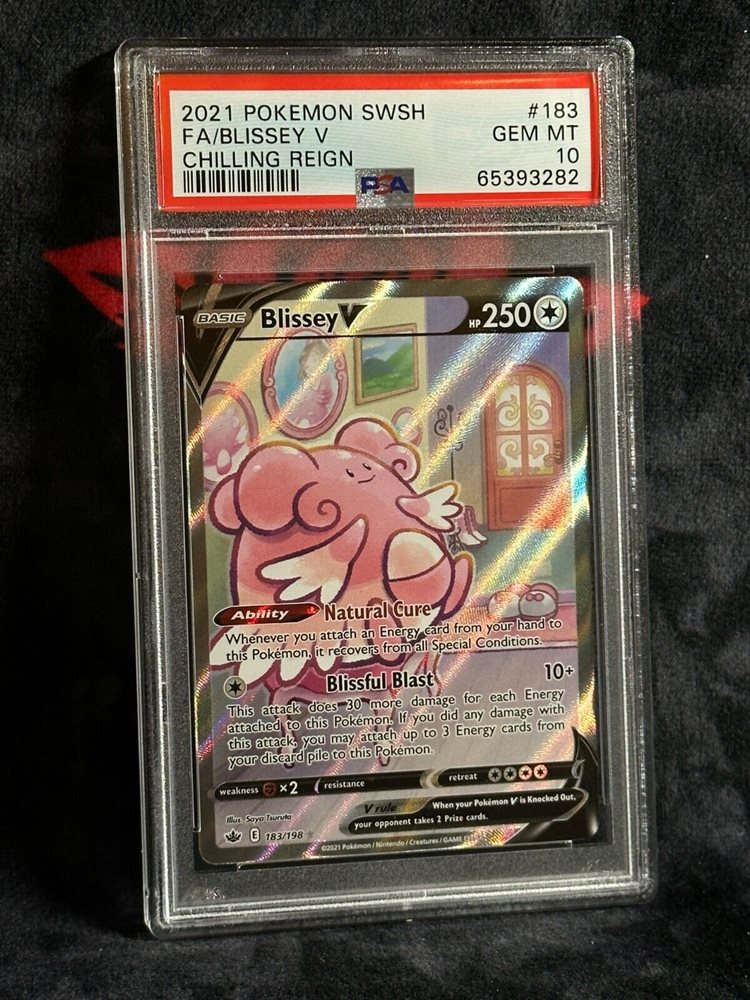 2021 POKEMON SWSH #183
FA/BLISSEY V GEM MT
CHILLING REIGN 10
65393282
PSA
BASIC Blissey V HP 250
Ability Natural Cure
Whenever you attach an Energy card from your hand to
this Pokémon, it recovers from all Special Conditions.
Blissful Blast 10+
This attack does 30 more damage for each Energy
attached to this Pokémon. If you did any damage with
this attack, you may attach up to 3 Energy cards from
your discard pile to this Pokémon.
weakness ×2 resistance retreat
V rule When your Pokémon V is Knocked Out,
your opponent takes 2 Prize cards.
Illus. Saya Tsuruta
E 183/198
©2021 Pokémon / Nintendo / Creatures / GAME